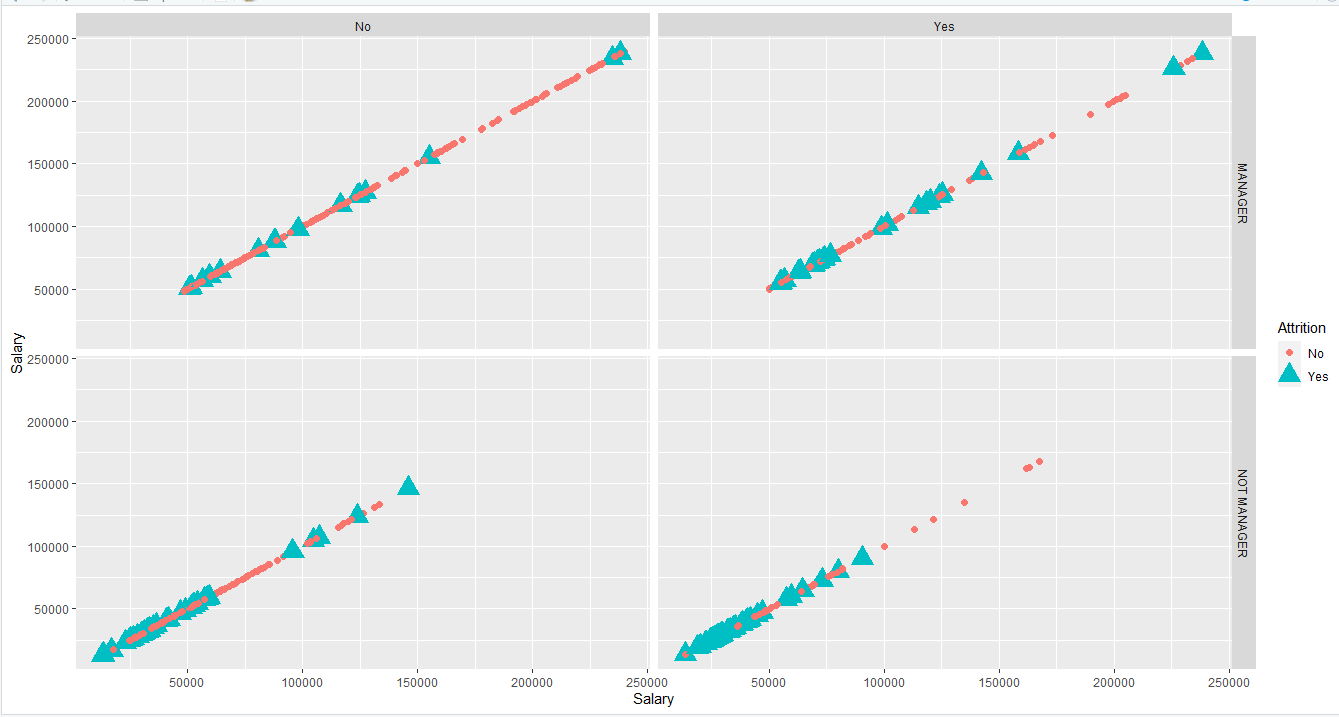 No Yes
250000
200000
150000
100000
50000
MANAGER
250000
200000
150000
100000
50000
NOT MANAGER
Salary
50000 100000 150000 200000 250000 50000 100000 150000 200000 250000
Salary
Attrition
No
Yes